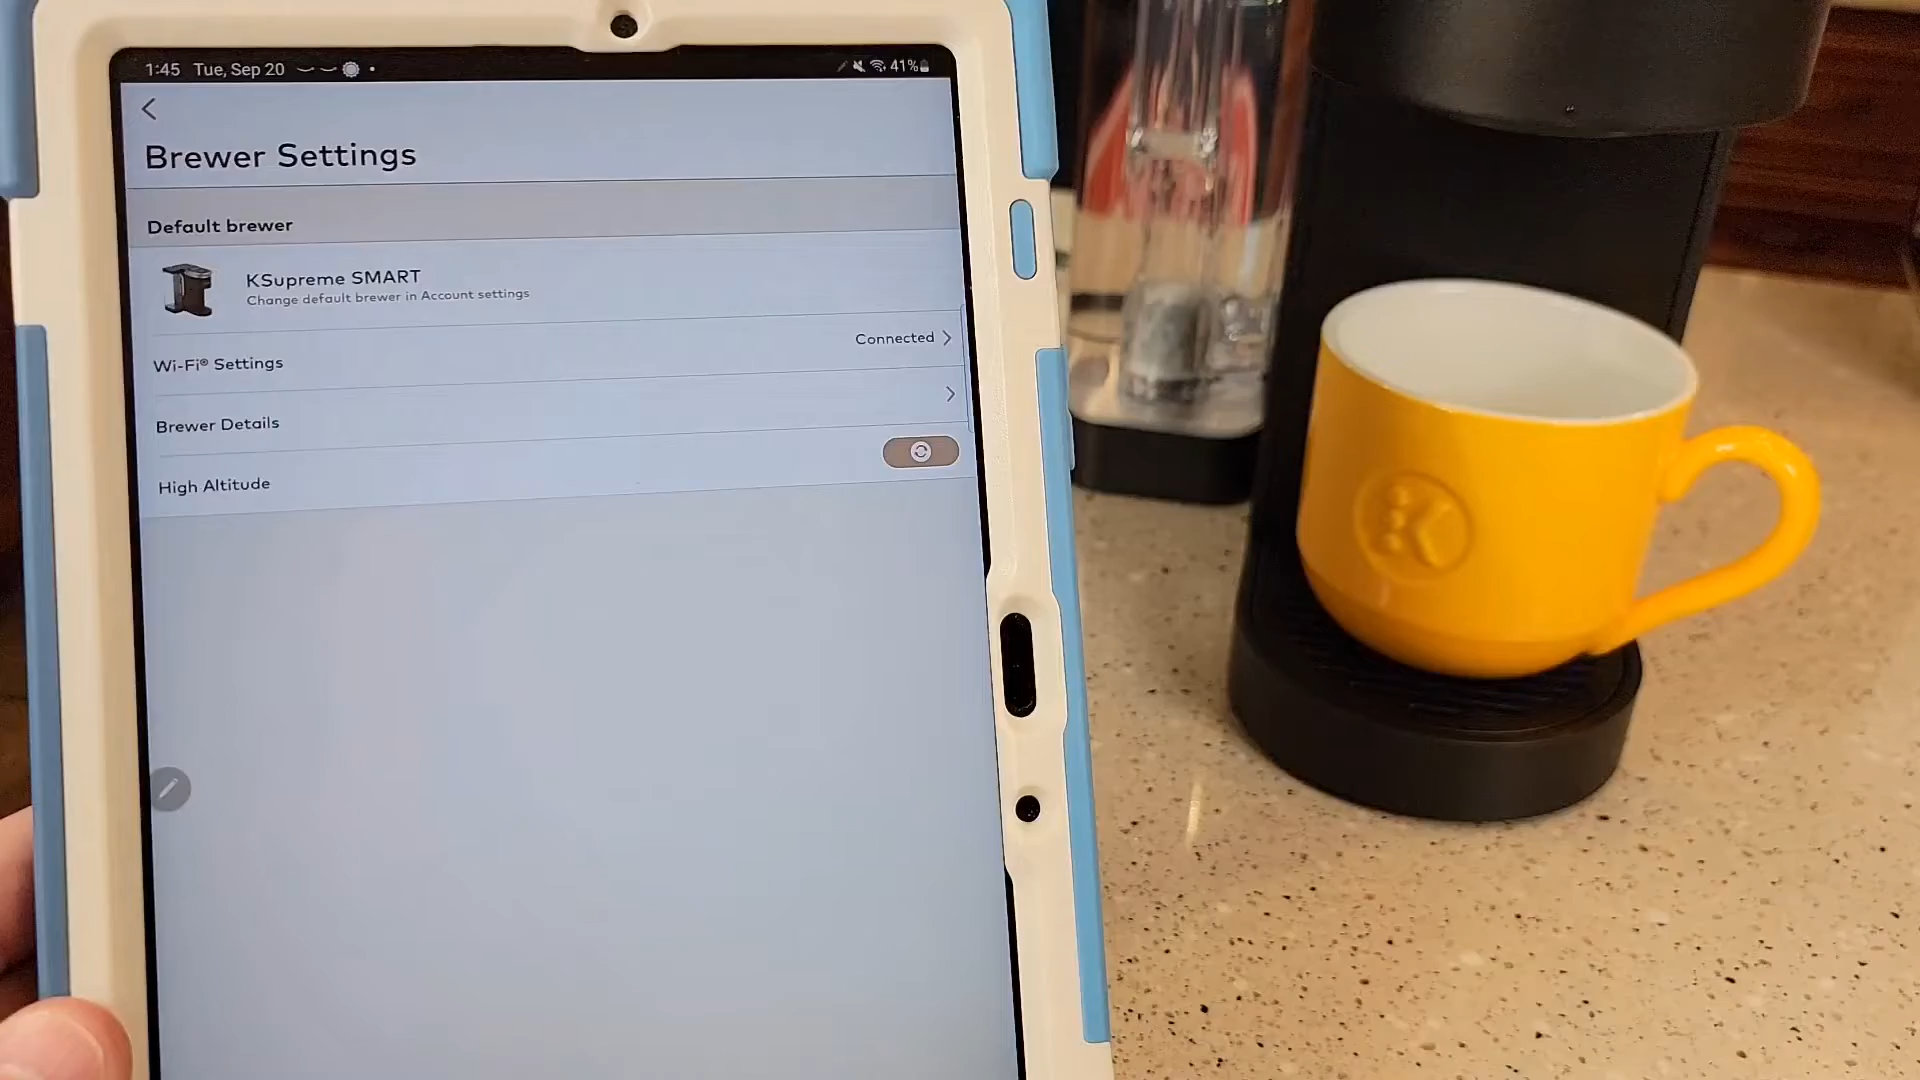 1:45 Tue, Sep 20
41%
Brewer Settings
Default brewer
KSupreme SMART
Change default brewer in Account settings
Wi-Fi® Settings
Connected
Brewer Details
High Altitude
K